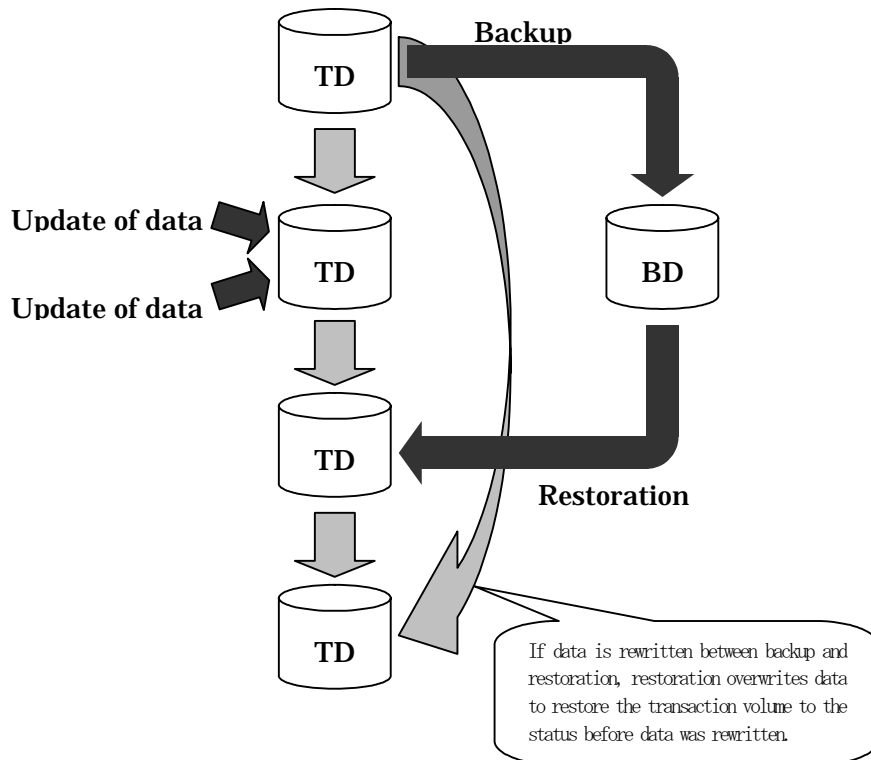 Backup
TD
Update of data
TD
BD
Update of data
TD
Restoration
TD
If data is rewritten between backup and
restoration, restoration overwrites data
to restore the transaction volume to the
status before data was rewritten.